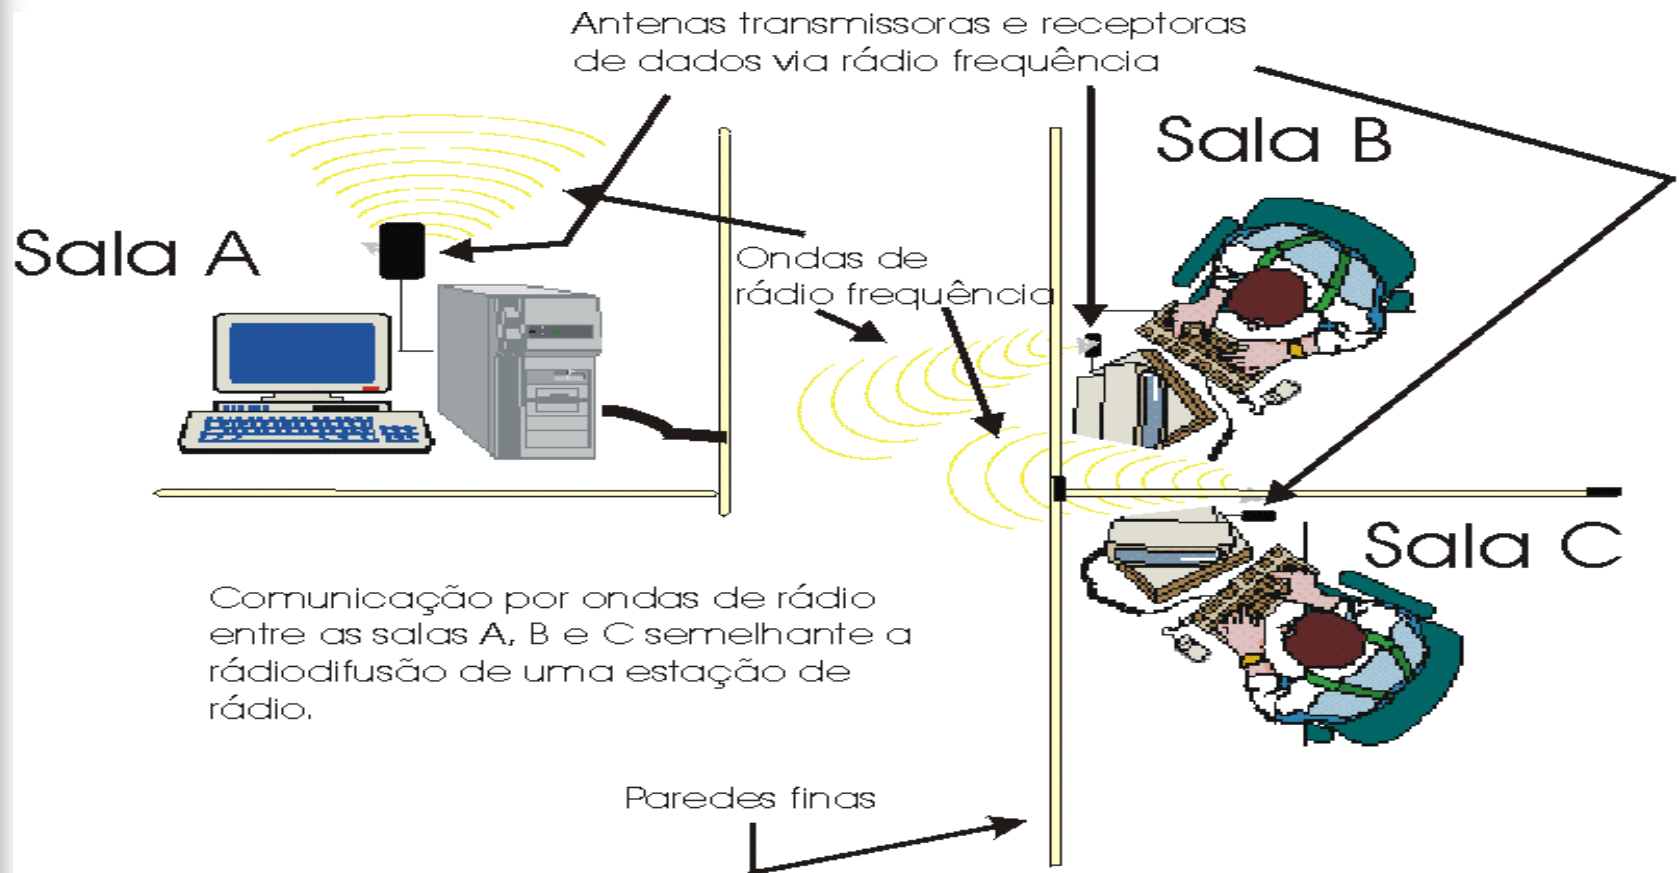 Antenas transmissoras e receptoras
de dados via rádio frequência
Sala B
Sala A
Ondas de
rádio frequência
Sala C
Comunicação por ondas de rádio
entre as salas A, B e C semelhante a
rádiodifusão de uma estação de
rádio.
Paredes finas